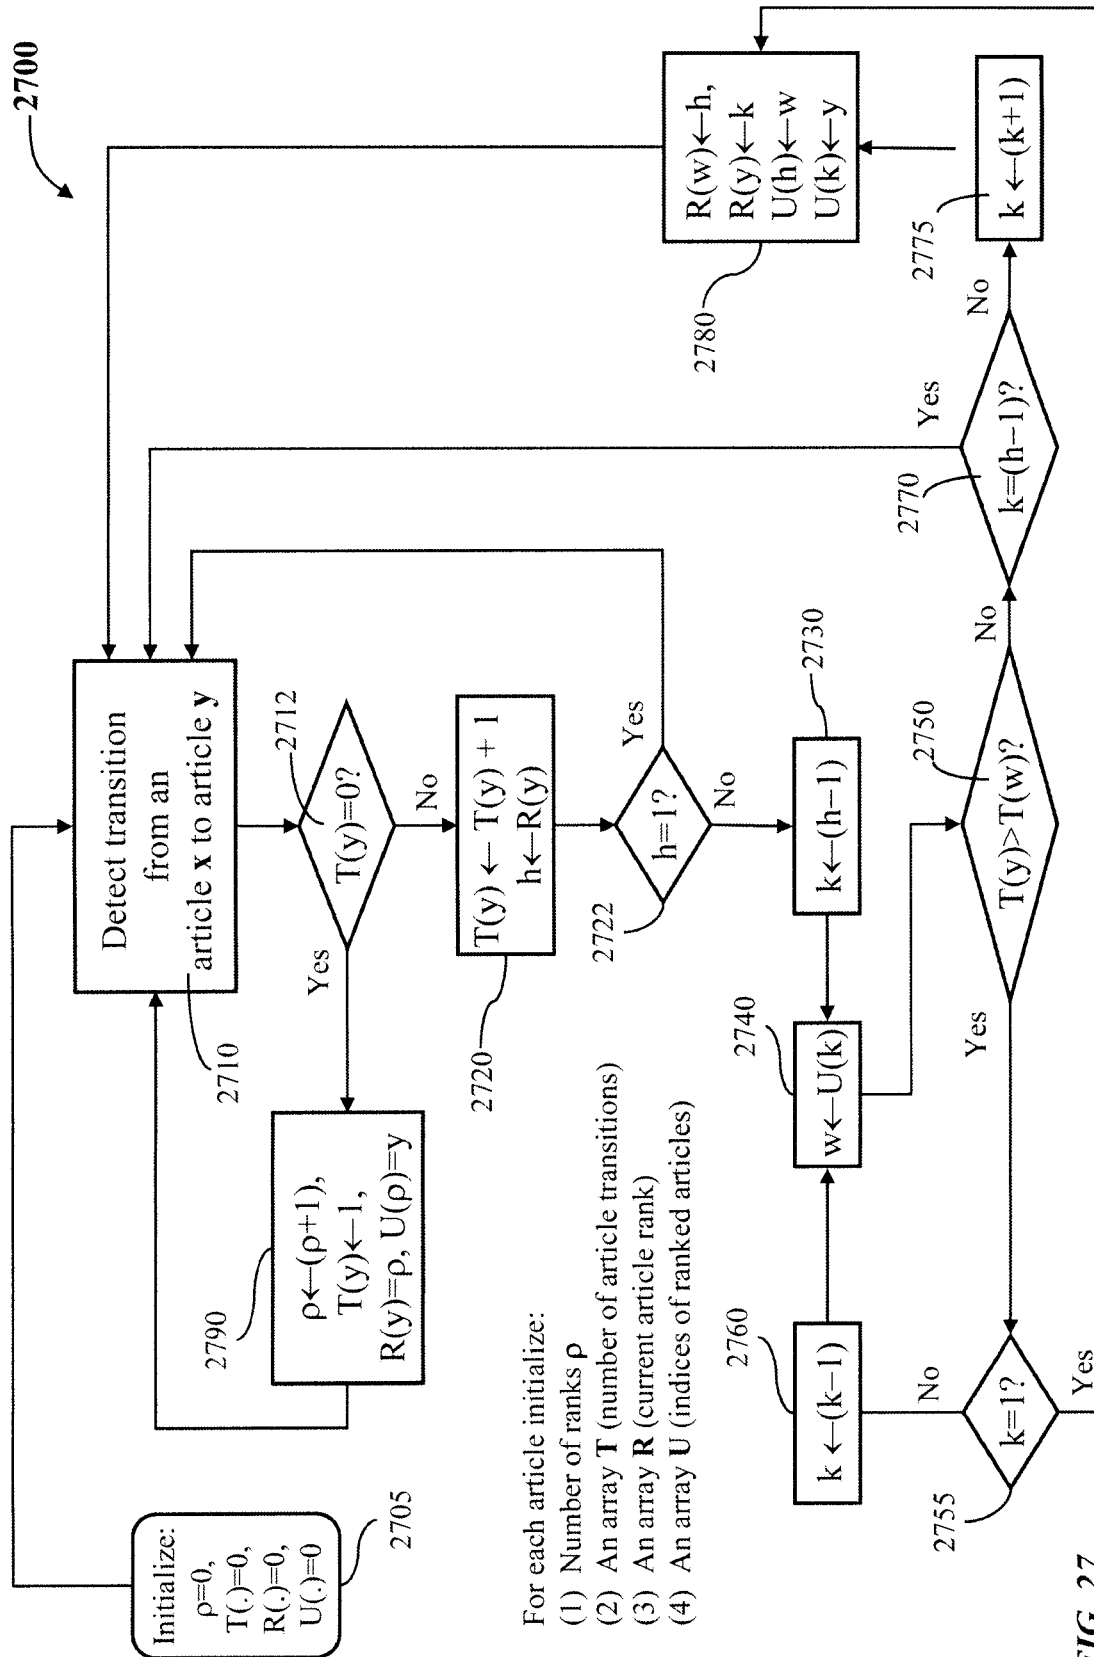 2700
Initialize:
ρ=0,
T(.)=0,
R(.)=0,
U(.)=0
2705
Detect transition
from an
article x to article y
2710
T(y)=0?
2712
Yes
No
ρ←(ρ+1),
T(y)←1,
R(y)=ρ, U(ρ)=y
2790
T(y) ← T(y) + 1
h←R(y)
2720
h=1?
2722
Yes
No
k←(h−1)
2730
w←U(k)
2740
T(y)>T(w)?
2750
Yes
No
k=1?
2755
No
Yes
k ←(k−1)
2760
k=(h−1)?
2770
Yes
No
k ←(k+1)
2775
R(w)←h,
R(y)←k
U(h)←w
U(k)←y
2780
For each article initialize:
(1) Number of ranks ρ
(2) An array T (number of article transitions)
(3) An array R (current article rank)
(4) An array U (indices of ranked articles)
FIG. 27